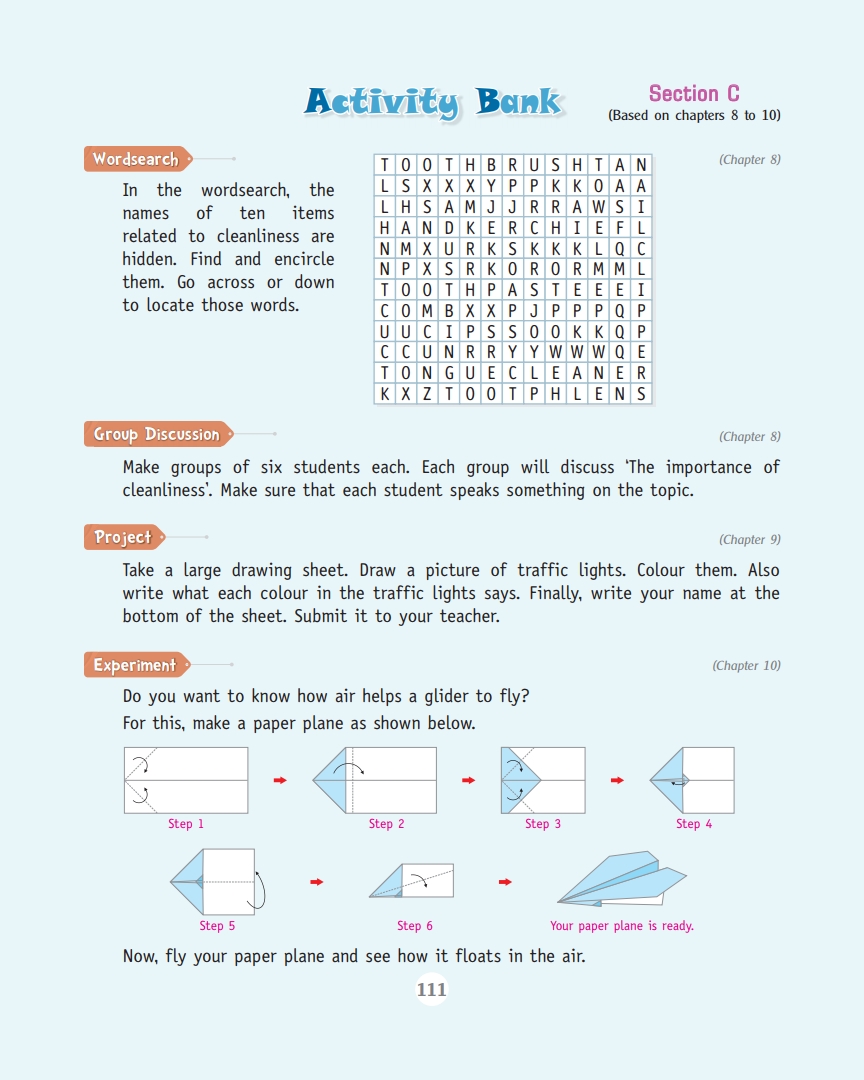 Activity Bank
Section C
(Based on chapters 8 to 10)
Wordsearch
(Chapter 8)
In the wordsearch, the
names of ten items
related to cleanliness are
hidden. Find and encircle
them. Go across or down
to locate those words.
T O O T H B R U S H T A N
L S X X X Y P P K K O A A
L H S A M J J R R A W S I
H A N D K E R C H I E F L
N M X U R K S K K K L Q C
N P X S R K O R O R M M L
T O O T H P A S T E E E I
C O M B X X P J P P P Q P
U U C I P S S O O K K Q P
C C U N R R Y Y W W W Q E
T O N G U E C L E A N E R
K X Z T O O T P H L E N S
Group Discussion
(Chapter 8)
Make groups of six students each. Each group will discuss ‘The importance of
cleanliness’. Make sure that each student speaks something on the topic.
Project
(Chapter 9)
Take a large drawing sheet. Draw a picture of traffic lights. Colour them. Also
write what each colour in the traffic lights says. Finally, write your name at the
bottom of the sheet. Submit it to your teacher.
Experiment
(Chapter 10)
Do you want to know how air helps a glider to fly?
For this, make a paper plane as shown below.
Step 1
Step 2
Step 3
Step 4
Step 5
Step 6
Your paper plane is ready.
Now, fly your paper plane and see how it floats in the air.
111